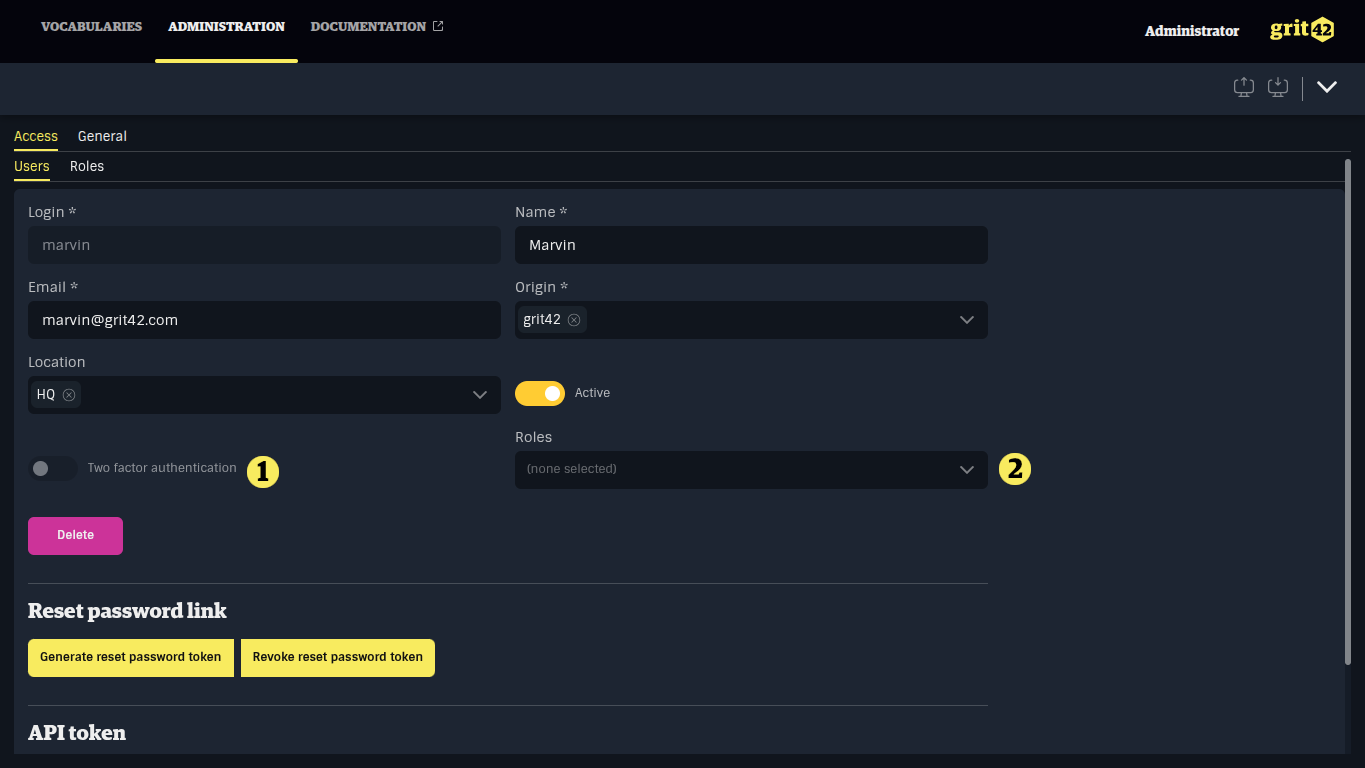 VOCABULARIES ADMINISTRATION DOCUMENTATION
Administrator grit42
Access General
Users Roles
Login * Name *
marvin Marvin
Email * Origin *
marvin@grit42.com grit42
Location
HQ Active
Roles
Two factor authentication 1 (none selected) 2
Delete
Reset password link
Generate reset password token Revoke reset password token
API token